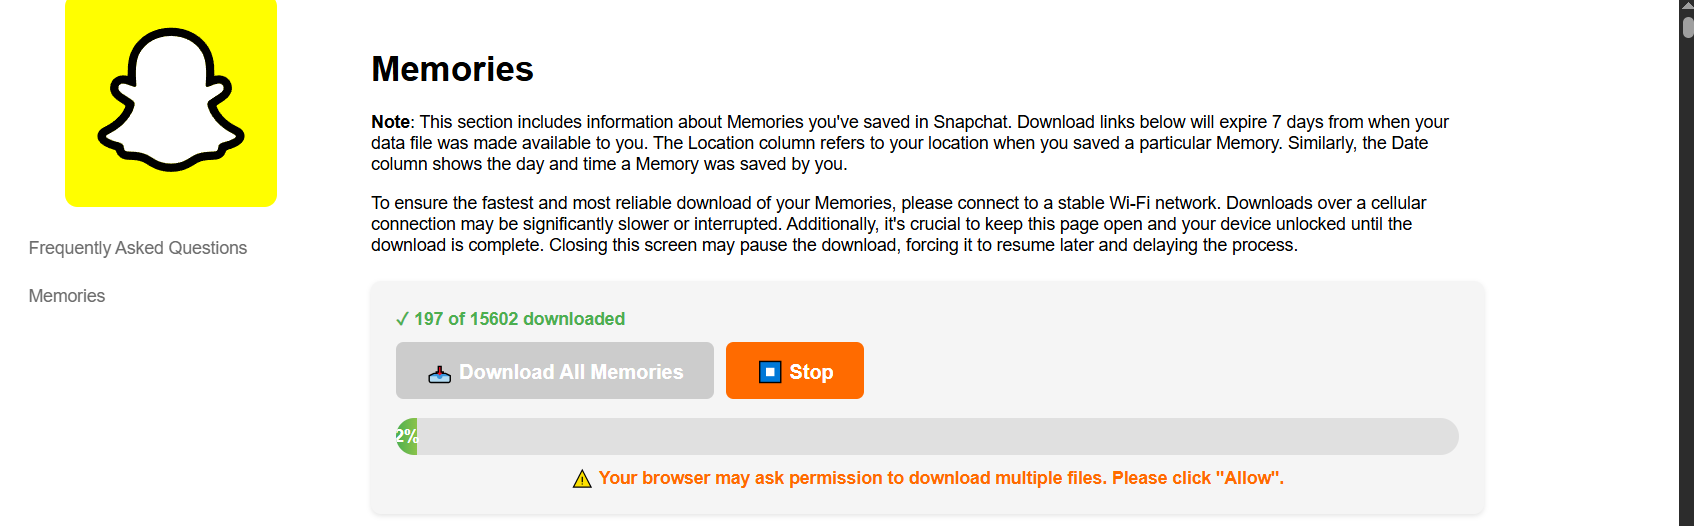 Memories
Note: This section includes information about Memories you've saved in Snapchat. Download links below will expire 7 days from when your
data file was made available to you. The Location column refers to your location when you saved a particular Memory. Similarly, the Date
column shows the day and time a Memory was saved by you.
To ensure the fastest and most reliable download of your Memories, please connect to a stable Wi-Fi network. Downloads over a cellular
connection may be significantly slower or interrupted. Additionally, it's crucial to keep this page open and your device unlocked until the
download is complete. Closing this screen may pause the download, forcing it to resume later and delaying the process.
Frequently Asked Questions
Memories
✓ 197 of 15602 downloaded
Download All Memories
Stop
2%
Your browser may ask permission to download multiple files. Please click "Allow".